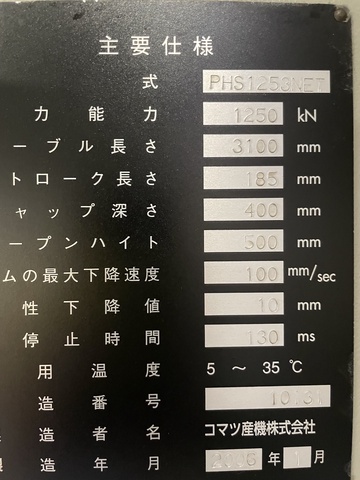 主要仕様
式 PHS1253NET
力能力 1250 kN
ーブル長さ 3100 mm
トローク長さ 185 mm
ャップ深さ 400 mm
ープンハイト 500 mm
ムの最大下降速度 100 mm/sec
性下降値 10 mm
停止時間 130 ms
用温度 5 ～ 35 ℃
造番号 10131
造者名 コマツ産機株式会社
造年月 年 1月